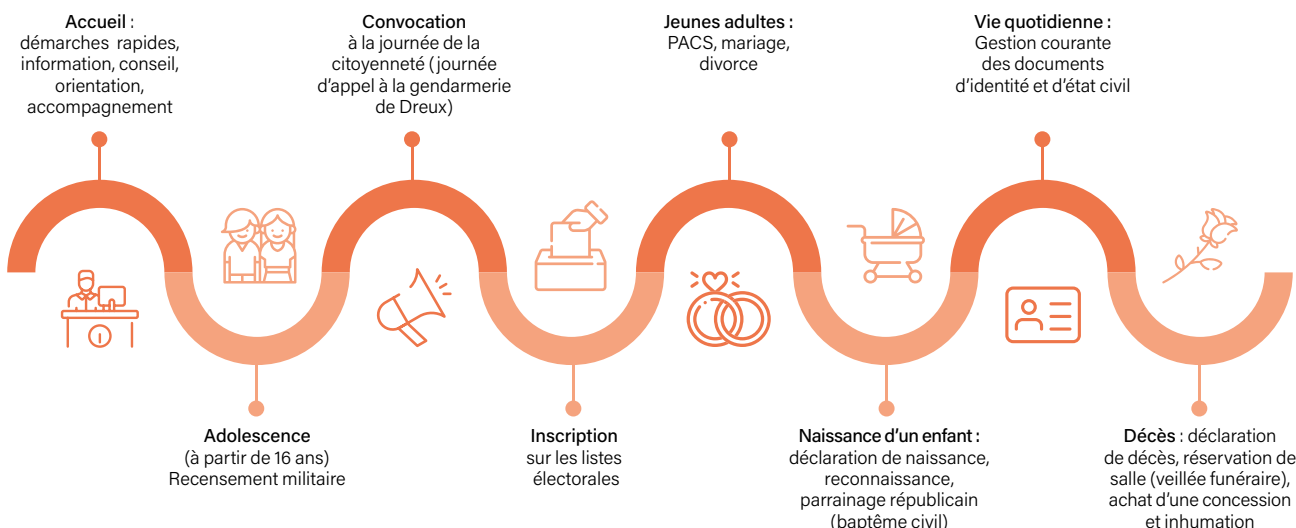 Accueil :
démarches rapides,
information, conseil,
orientation,
accompagnement
Adolescence
(à partir de 16 ans)
Recensement militaire
Convocation
à la journée de la
citoyenneté (journée
d'appel à la gendarmerie
de Dreux)
Inscription
sur les listes
électorales
Jeunes adultes :
PACS, mariage,
divorce
Naissance d'un enfant :
déclaration de naissance,
reconnaissance,
parrainage républicain
(baptême civil)
Vie quotidienne :
Gestion courante
des documents
d'identité et d'état civil
Décès : déclaration
de décès, réservation de
salle (veillée funéraire),
achat d'une concession
et inhumation